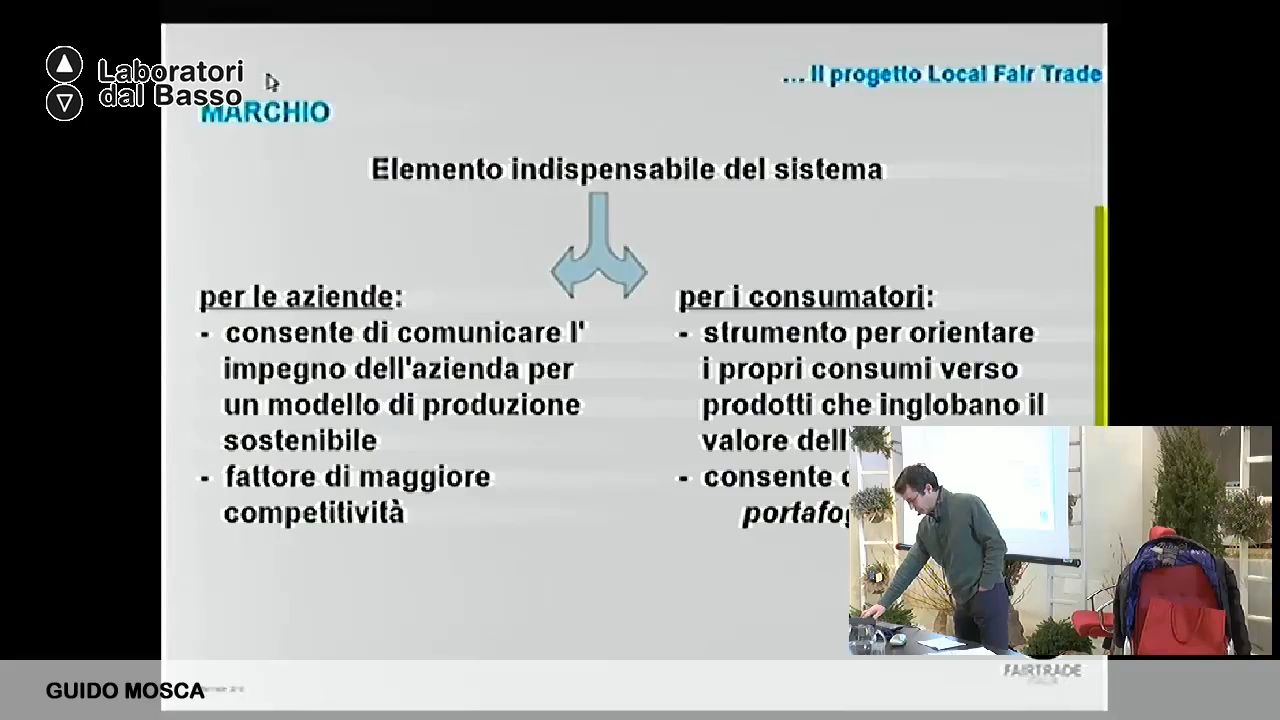 Laboratori
dal Basso
... Il progetto Local Fair Trade
MARCHIO
Elemento indispensabile del sistema
per le aziende:
- consente di comunicare l'
impegno dell'azienda per
un modello di produzione
sostenibile
- fattore di maggiore
competitività
per i consumatori:
- strumento per orientare
i propri consumi verso
prodotti che inglobano il
valore dell
- consente
FAIRTRADE
GUIDO MOSCA